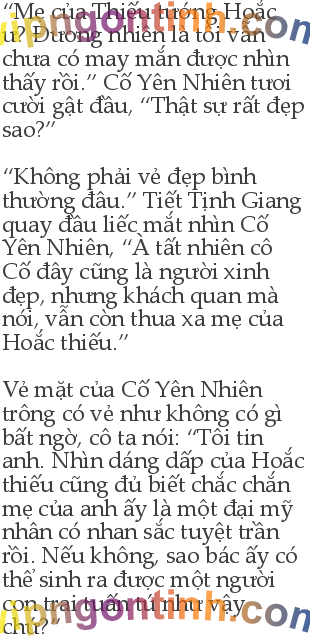 “Mẹ của Thiếu tướng Hoắc
ư? Đương nhiên là tôi vẫn
chưa có may mắn được nhìn
thấy rồi.” Cố Yên Nhiên tươi
cười gật đầu, “Thật sự rất đẹp
sao?”
“Không phải vẻ đẹp bình
thường đâu.” Tiết Tịnh Giang
quay đầu liếc mắt nhìn Cố
Yên Nhiên, “À tất nhiên cô
Cố đây cũng là người xinh
đẹp, nhưng khách quan mà
nói, vẫn còn thua xa mẹ của
Hoắc thiếu.”
Vẻ mặt của Cố Yên Nhiên
trông có vẻ như không có gì
bất ngờ, cô ta nói: “Tôi tin
anh. Nhìn dáng dấp của Hoắc
thiếu cũng đủ biết chắc chắn
mẹ của anh ấy là một đại mỹ
nhân có nhan sắc tuyệt trần
rồi. Nếu không, sao bác ấy có
thể sinh ra được một người
con trai tuấn tú như vậy
chứ?”
vipngontinh.com
vipngontinh.com